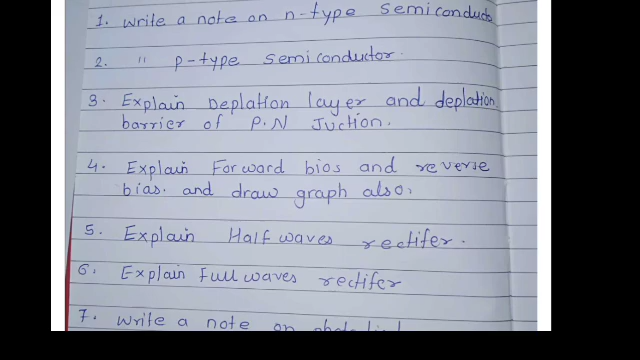 1. Write a note on n-type semiconducto
2. " p-type semiconductor.
3. Explain Deplation layer and deplation
barrier of P.N Juction.
4. Explain Forward bios and reverse
bias. and draw graph also.
5. Explain Half waves rectifer.
6. Explain full waves rectifer
7. Write a note on